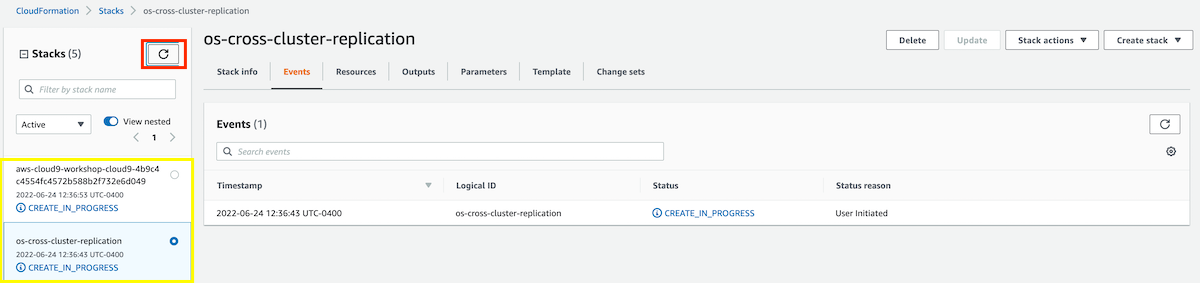 CloudFormation > Stacks > os-cross-cluster-replication
Stacks (5)
Filter by stack name
Active
View nested
1
aws-cloud9-workshop-cloud9-4b9c4
c4554fc4572b588b2f732e6d049
2022-06-24 12:36:53 UTC-0400
CREATE_IN_PROGRESS
os-cross-cluster-replication
2022-06-24 12:36:43 UTC-0400
CREATE_IN_PROGRESS
os-cross-cluster-replication
Delete Update Stack actions Create stack
Stack info Events Resources Outputs Parameters Template Change sets
Events (1)
Search events
Timestamp Logical ID Status Status reason
2022-06-24 12:36:43 UTC-0400 os-cross-cluster-replication CREATE_IN_PROGRESS User Initiated